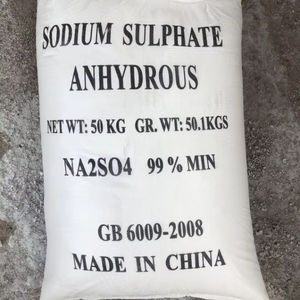 SODIUM SULPHATE
ANHYDROUS
NET WT: 50 KG GR. WT: 50.1KGS
NA2SO4 99 % MIN
GB 6009-2008
MADE IN CHINA